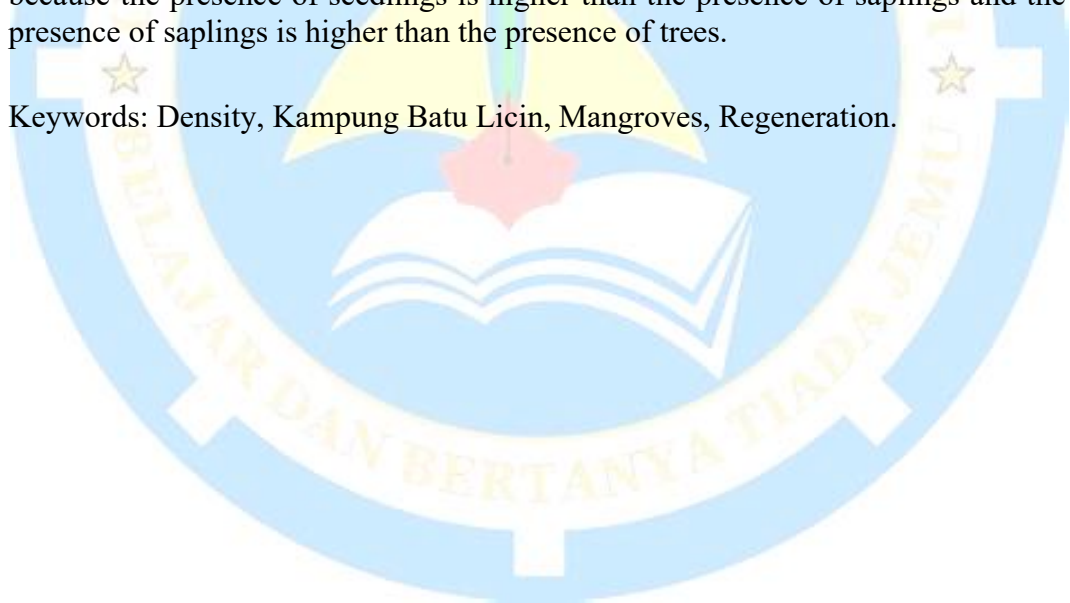 because the presence of seedlings is higher than the presence of saplings and the
presence of saplings is higher than the presence of trees.
Keywords: Density, Kampung Batu Licin, Mangroves, Regeneration.
BELAJAR DAN BERTANYA TIADA JEMU